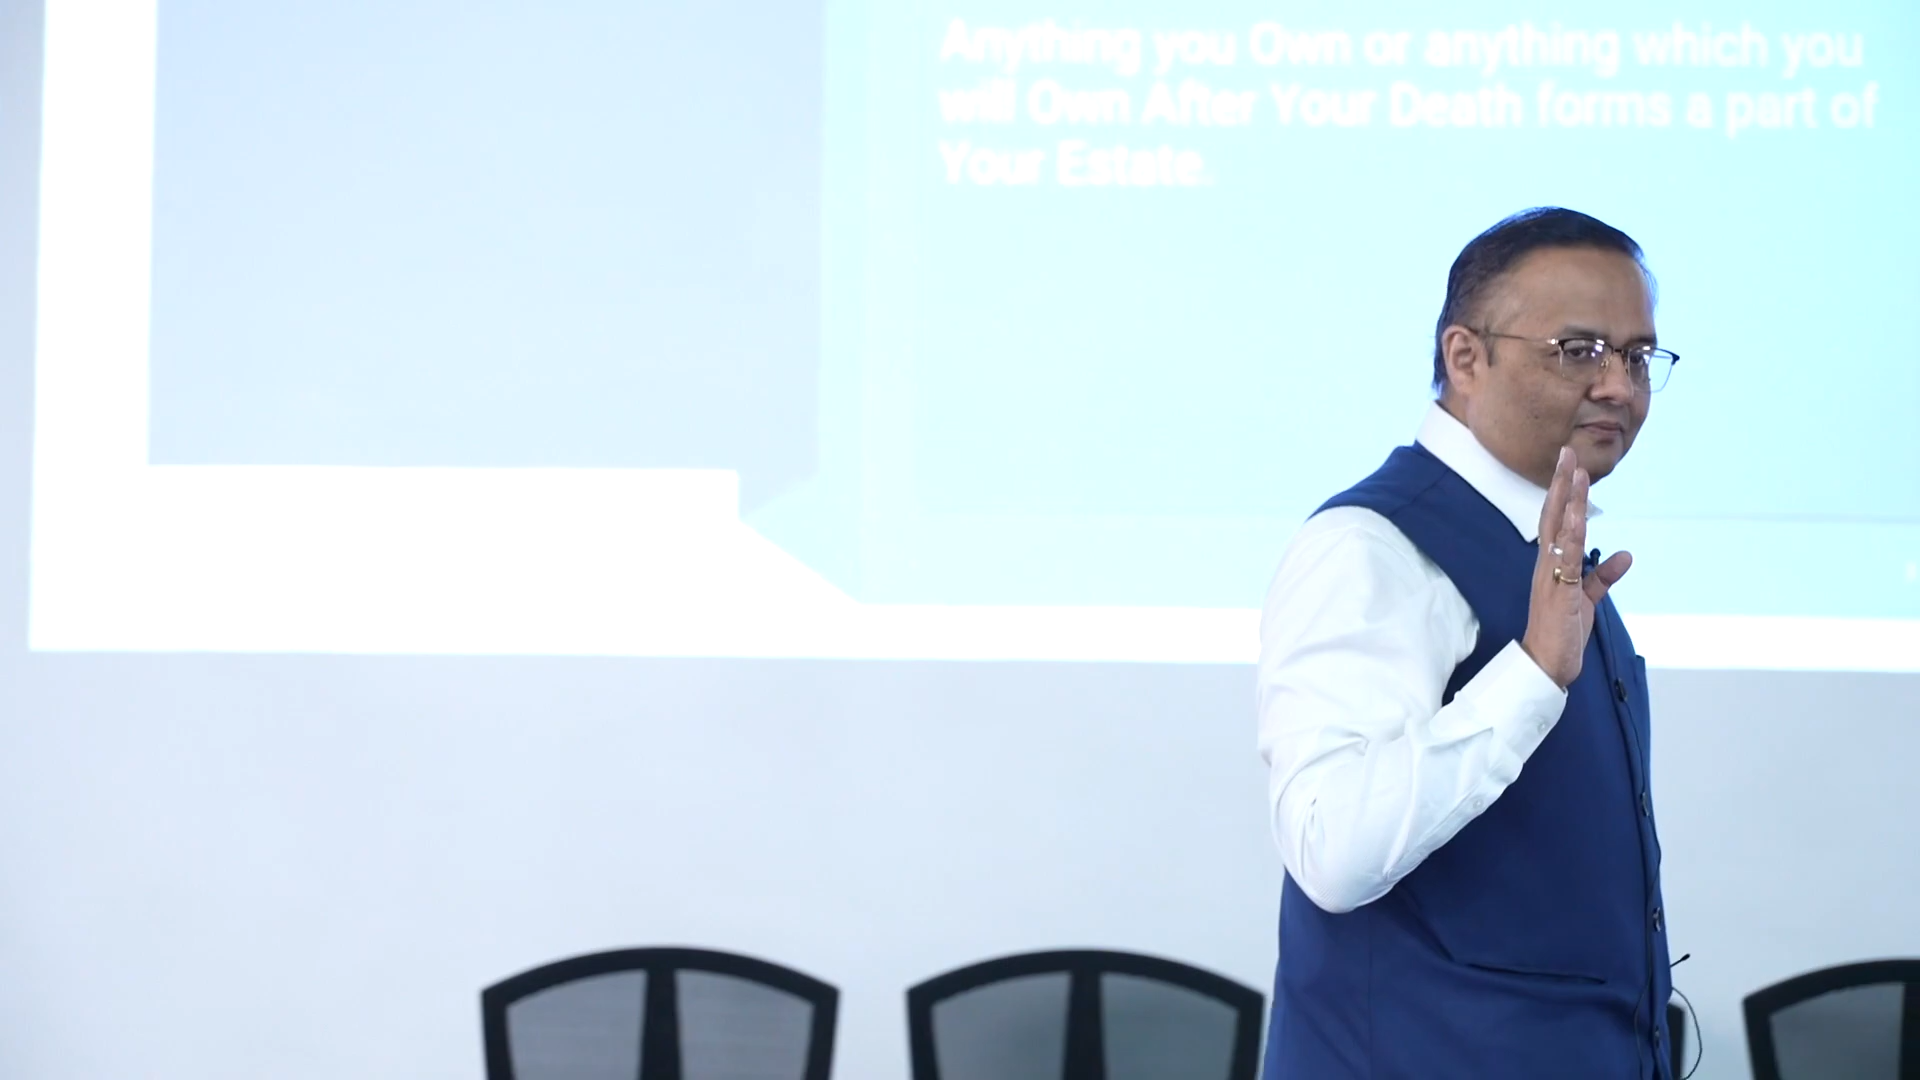 Anything you Own or anything which you
will Own After Your Death forms a part of
Your Estate.